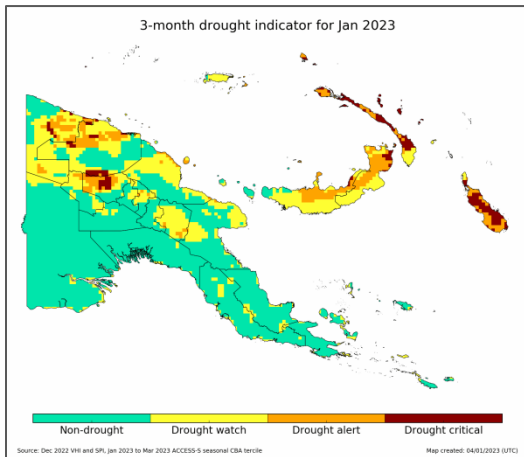 3-month drought indicator for Jan 2023
Non-drought Drought watch Drought alert Drought critical
Source: Dec 2022 VHI and SPI, Jan 2023 to Mar 2023 ACCESS-S seasonal CBA tercile Map created: 04/01/2023 (UTC)